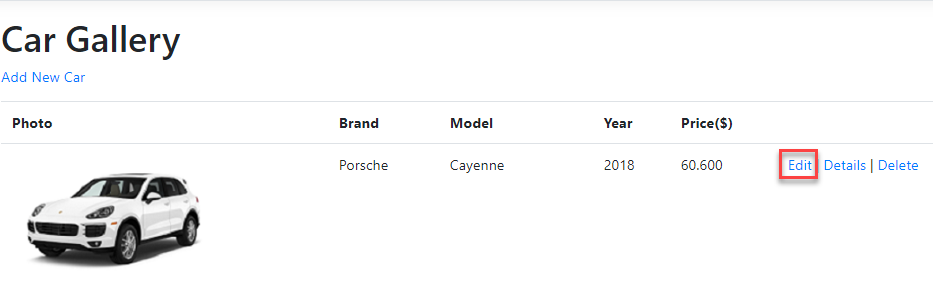 Car Gallery
Add New Car
Photo Brand Model Year Price($)
Porsche Cayenne 2018 60.600 Edit Details | Delete